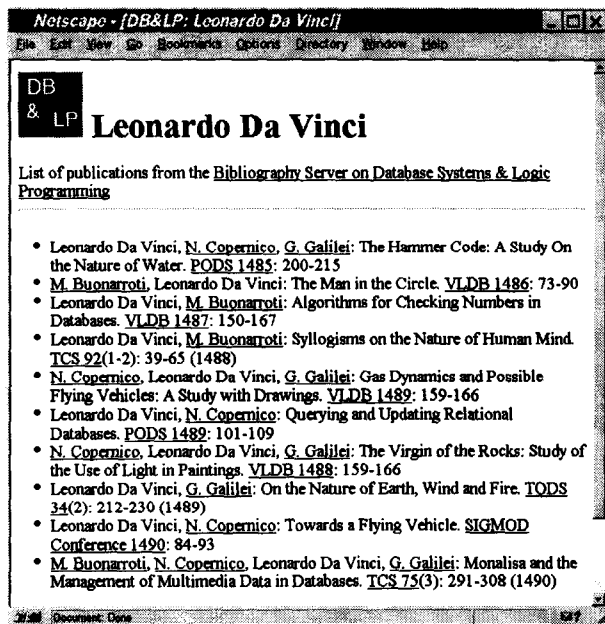 Netscape - [DB&LP: Leonardo Da Vinci]
File Edit View Go Bookmarks Options Directory Window Help
DB
& LP
Leonardo Da Vinci
List of publications from the Bibliography Server on Database Systems & Logic
Programming
• Leonardo Da Vinci, N. Copernico, G. Galilei: The Hammer Code: A Study On
the Nature of Water. PODS 1485: 200-215
• M. Buonarroti, Leonardo Da Vinci: The Man in the Circle. VLDB 1486: 73-90
• Leonardo Da Vinci, M. Buonarroti: Algorithms for Checking Numbers in
Databases. VLDB 1487: 150-167
• Leonardo Da Vinci, M. Buonarroti: Syllogisms on the Nature of Human Mind.
TCS 92(1-2): 39-65 (1488)
• N. Copernico, Leonardo Da Vinci, G. Galilei: Gas Dynamics and Possible
Flying Vehicles: A Study with Drawings. VLDB 1489: 159-166
• Leonardo Da Vinci, N. Copernico: Querying and Updating Relational
Databases. PODS 1489: 101-109
• N. Copernico, Leonardo Da Vinci, G. Galilei: The Virgin of the Rocks: Study of
the Use of Light in Paintings. VLDB 1488: 159-166
• Leonardo Da Vinci, G. Galilei: On the Nature of Earth, Wind and Fire. TODS
34(2): 212-230 (1489)
• Leonardo Da Vinci, N. Copernico: Towards a Flying Vehicle. SIGMOD
Conference 1490: 84-93
• M. Buonarroti, N. Copernico, Leonardo Da Vinci, G. Galilei: Monalisa and the
Management of Multimedia Data in Databases. TCS 75(3): 291-308 (1490)
Document: Done